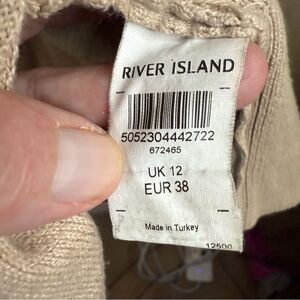 RIVER ISLAND
5052304442722
672465
UK 12
EUR 38
Made in Turkey
12500